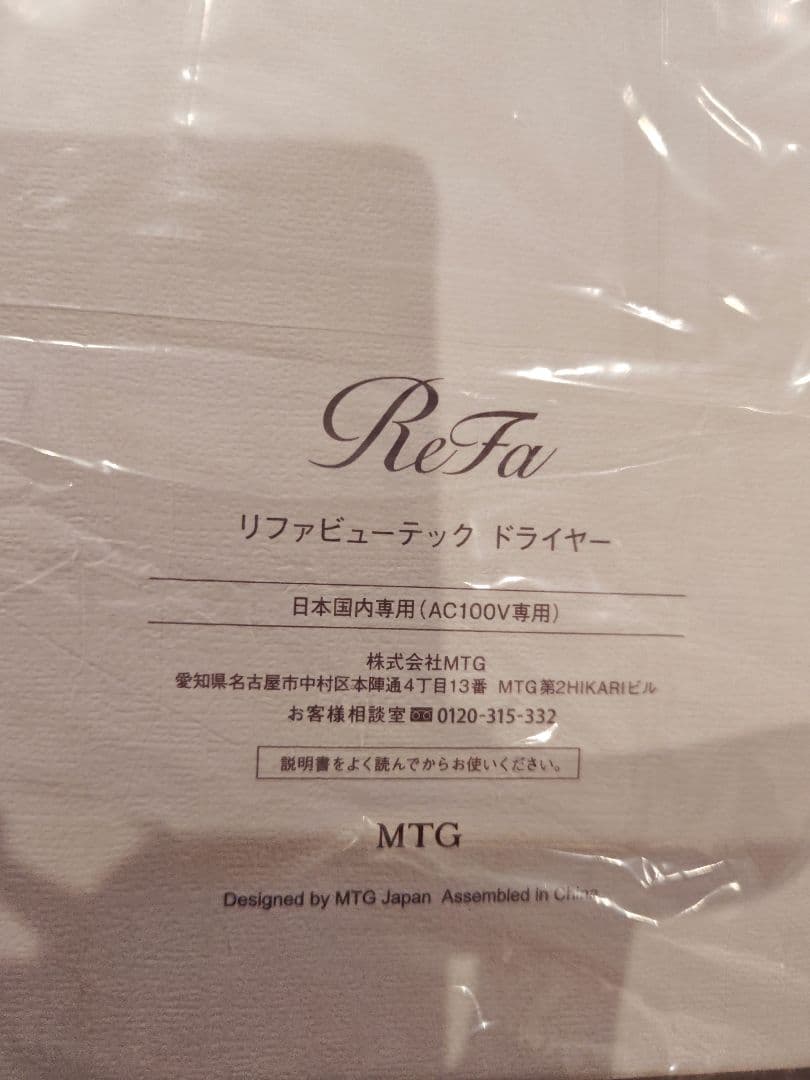 ReFa
リファビューテック ドライヤー
日本国内専用(AC100V専用)
株式会社MTG
愛知県名古屋市中村区本陣通4丁目13番 MTG第2HIKARIビル
お客様相談室 0120-315-332
説明書をよく読んでからお使いください。
MTG
Designed by MTG Japan Assembled in China